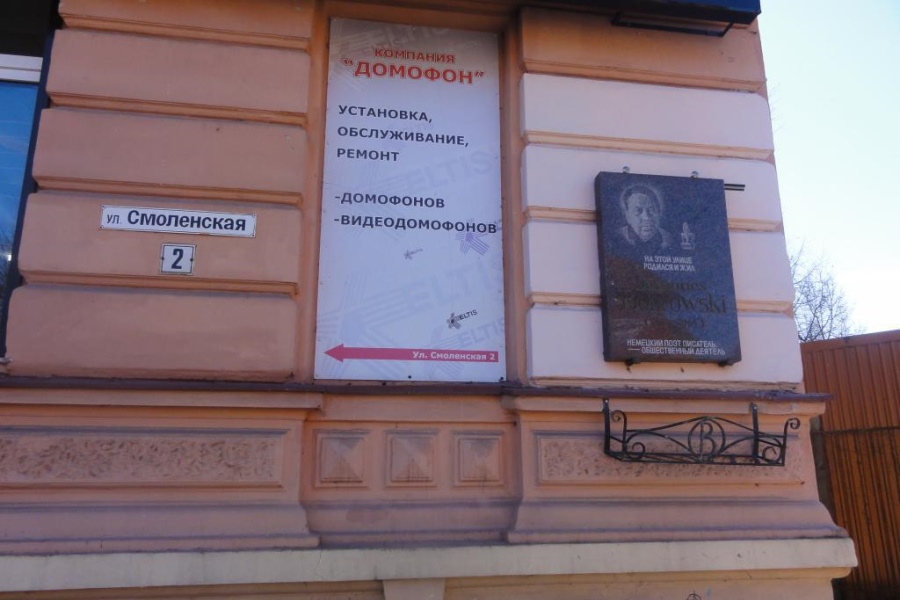 ул. Смоленская
2
КОМПАНИЯ
"ДОМОФОН"
УСТАНОВКА,
ОБСЛУЖИВАНИЕ,
РЕМОНТ
-ДОМОФОНОВ
-ВИДЕОДОМОФОНОВ
ELTIS
Ул. Смоленская 2
НА ЭТОЙ УЛИЦЕ
РОДИЛСЯ И ЖИЛ
НЕМЕЦКИЙ ПОЭТ ПИСАТЕЛЬ
ОБЩЕСТВЕННЫЙ ДЕЯТЕЛЬ